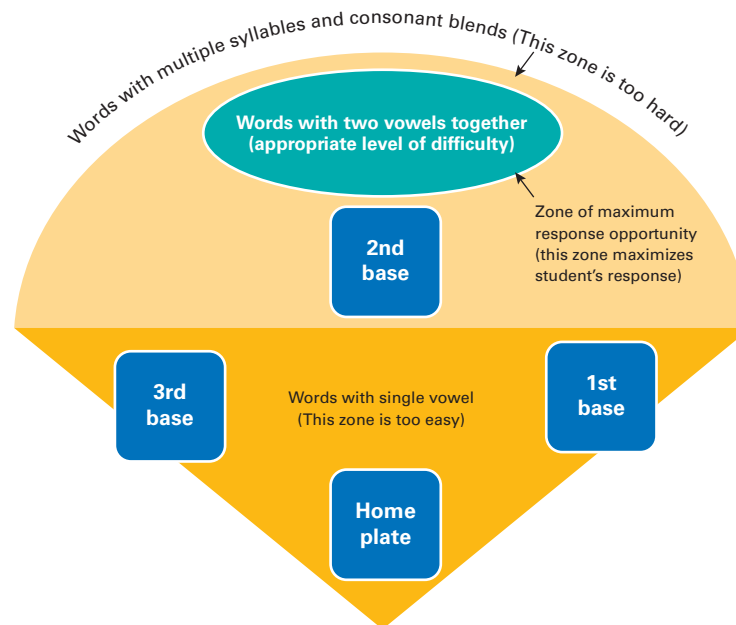 Words with multiple syllables and consonant blends (This zone is too hard)
Words with two vowels together
(appropriate level of difficulty)
Zone of maximum
response opportunity
(this zone maximizes
student's response)
2nd
base
3rd
base
Words with single vowel
(This zone is too easy)
1st
base
Home
plate